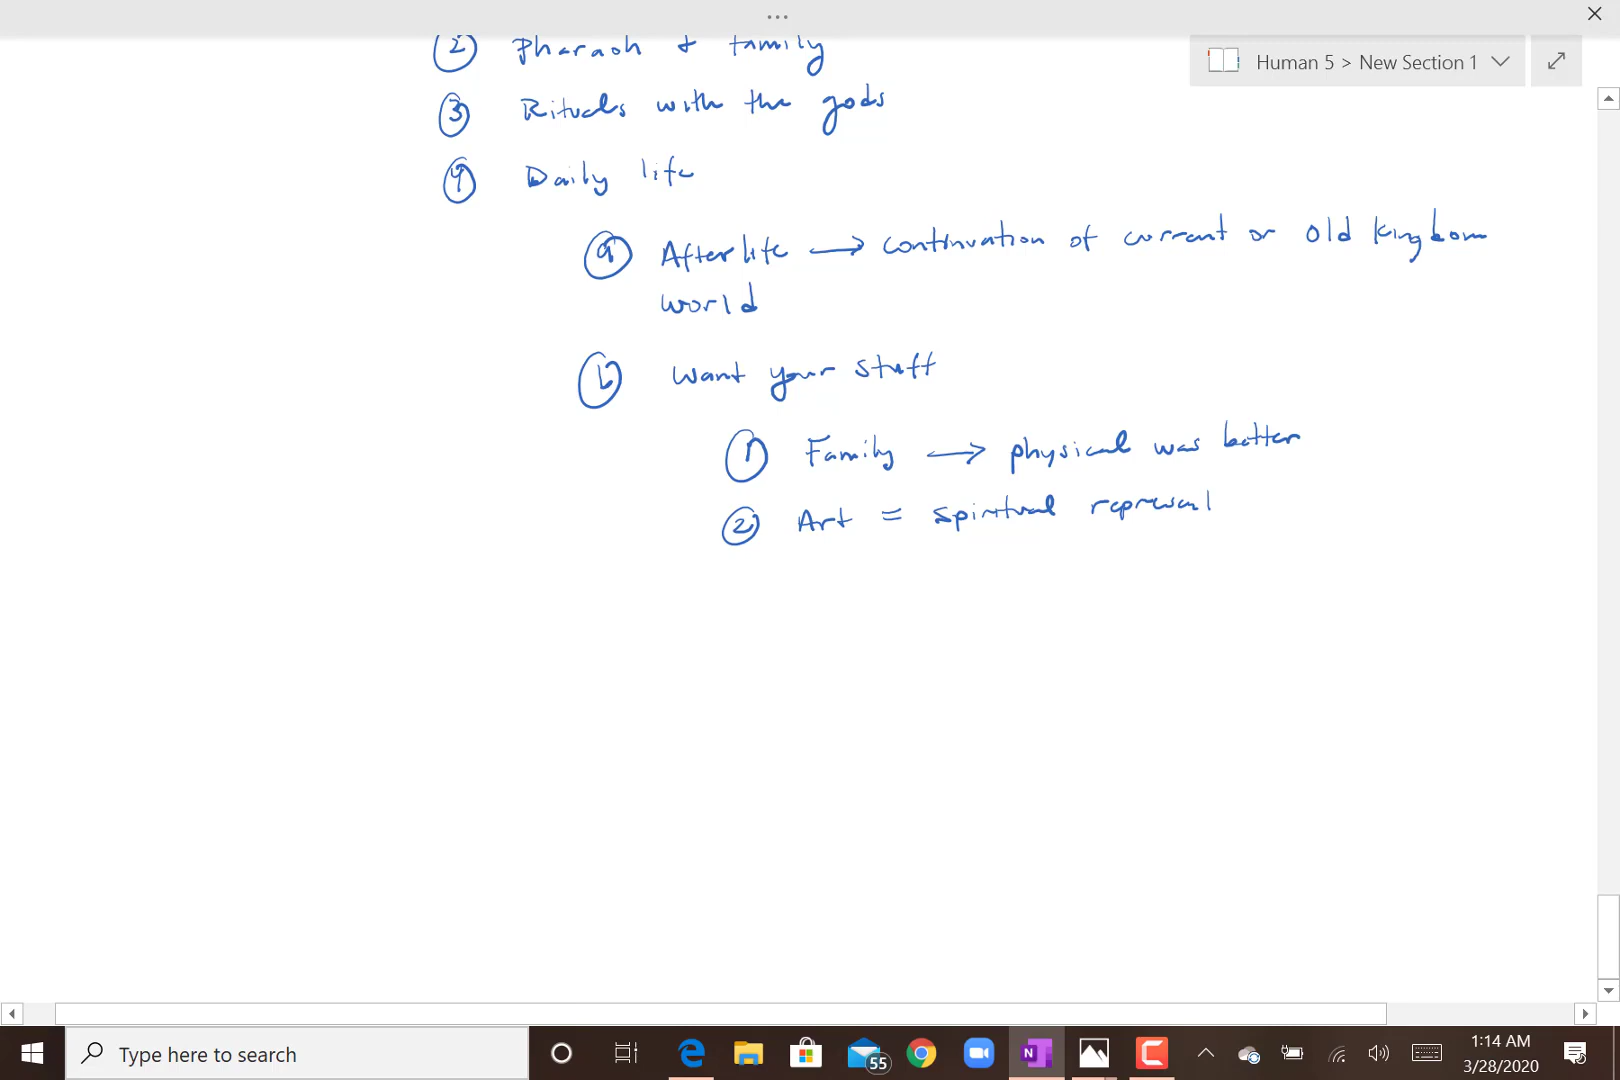 ...
② Pharaoh + family
Human 5 > New Section 1
③ Rituals with the gods
④ Daily life
ⓐ Afterlife → continuation of current or old kingdom
world
ⓑ Want your stuff
① Family → physical was better
② Art = spiritual represent
Type here to search
55
1:14 AM
3/28/2020